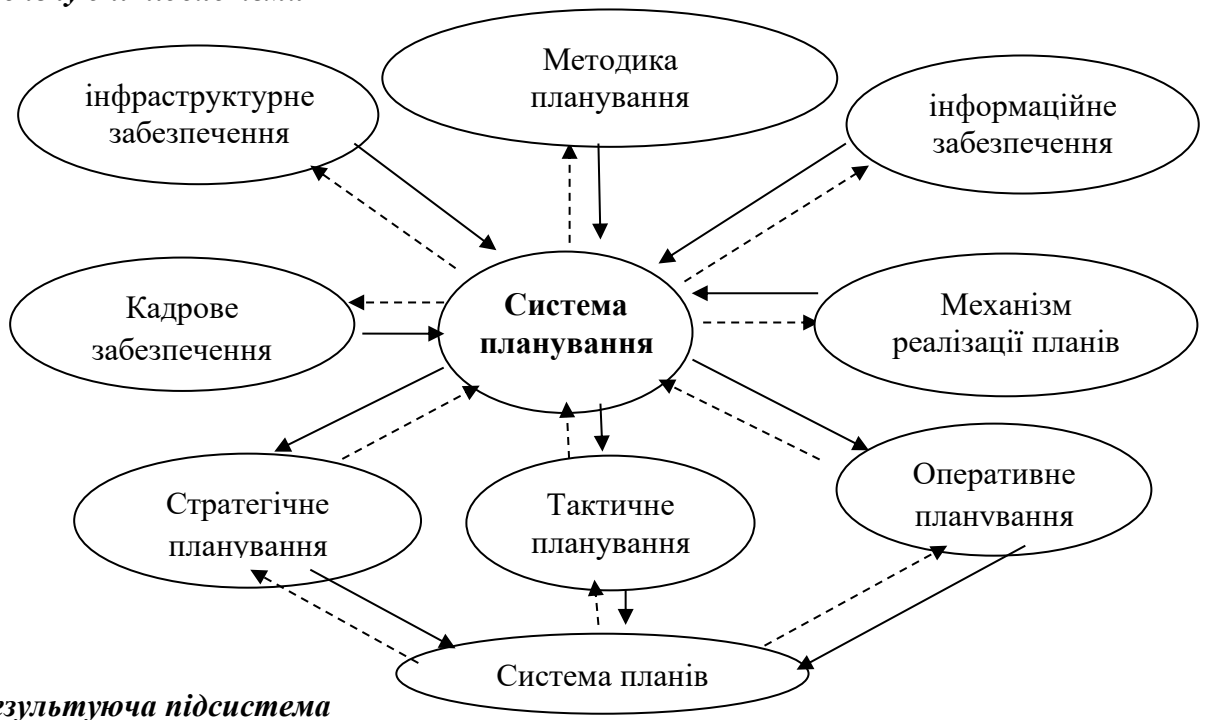 Методика
планування
інфраструктурне
забезпечення
інформаційне
забезпечення
Система
планування
Кадрове
забезпечення
Механізм
реалізації планів
Стратегічне
планування
Тактичне
планування
Оперативне
планування
Система планів
підсистема